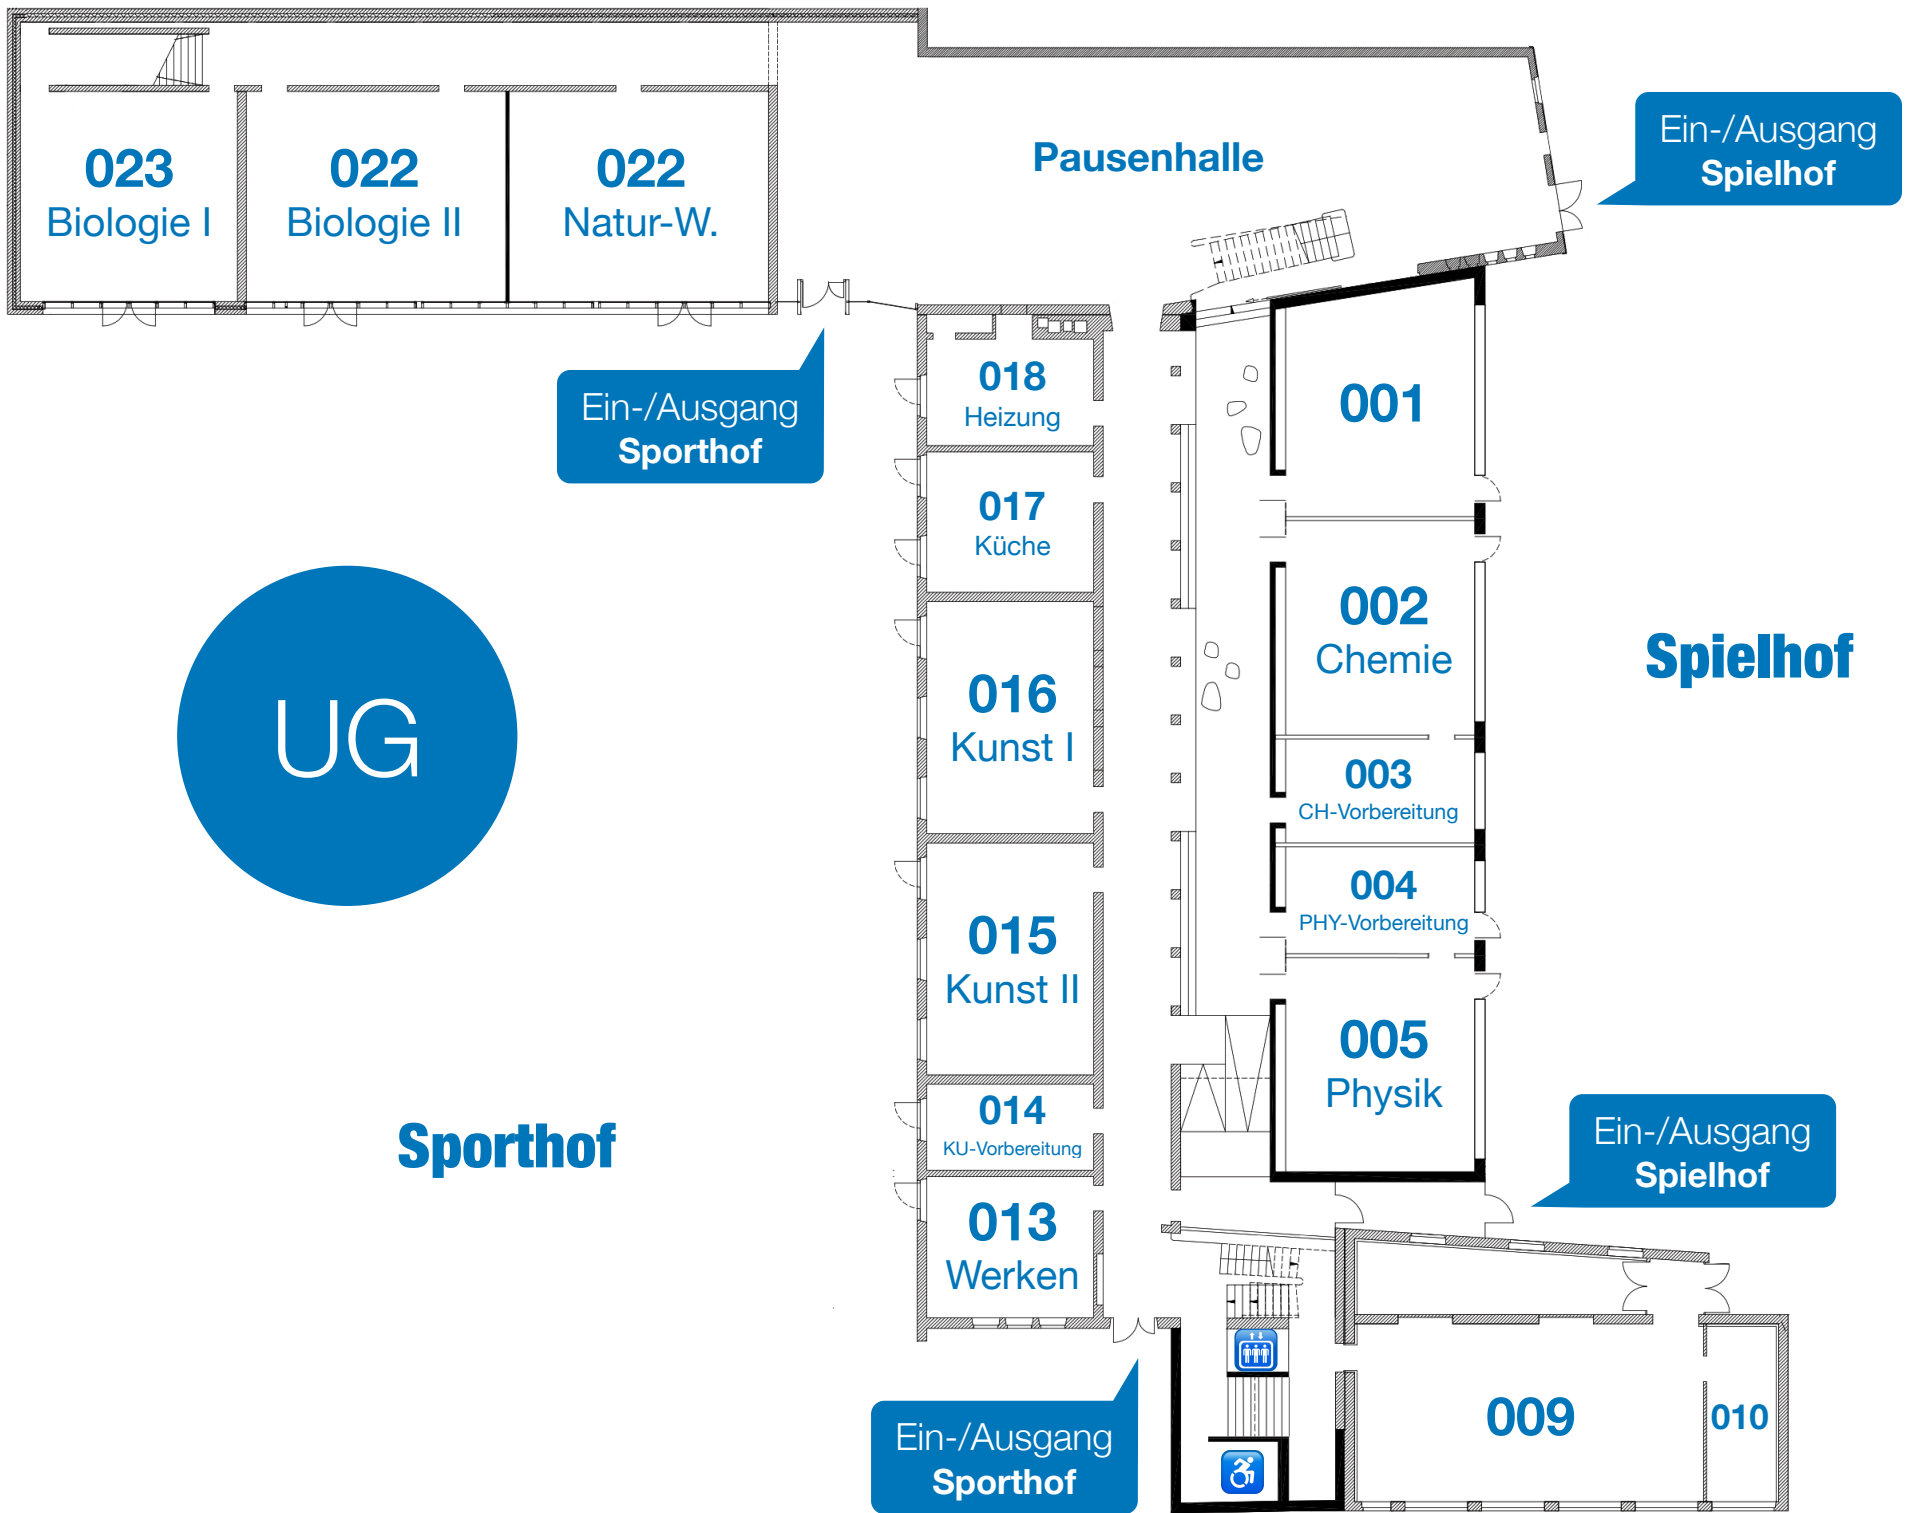 023
Biologie I
022
Biologie II
022
Natur-W.
Pausenhalle
Ein-/Ausgang
Spielhof
Ein-/Ausgang
Sporthof
018
Heizung
001
017
Küche
002
Chemie
Spielhof
UG
016
Kunst I
003
CH-Vorbereitung
004
PHY-Vorbereitung
015
Kunst II
005
Physik
Sporthof
014
KU-Vorbereitung
Ein-/Ausgang
Spielhof
013
Werken
009
010
Ein-/Ausgang
Sporthof